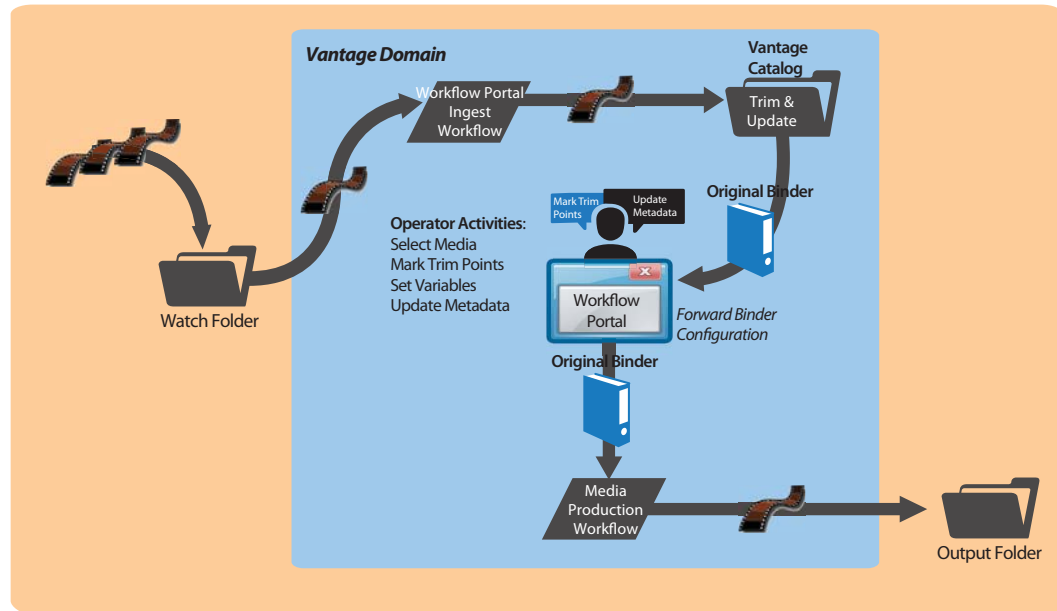 Vantage Domain
Vantage
Catalog
Workflow Portal
Ingest
Workflow
Trim &
Update
Original Binder
Mark Trim
Points
Update
Metadata
Operator Activities:
Select Media
Mark Trim Points
Set Variables
Update Metadata
Watch Folder
Workflow
Portal
Forward Binder
Configuration
Original Binder
Media
Production
Workflow
Output Folder